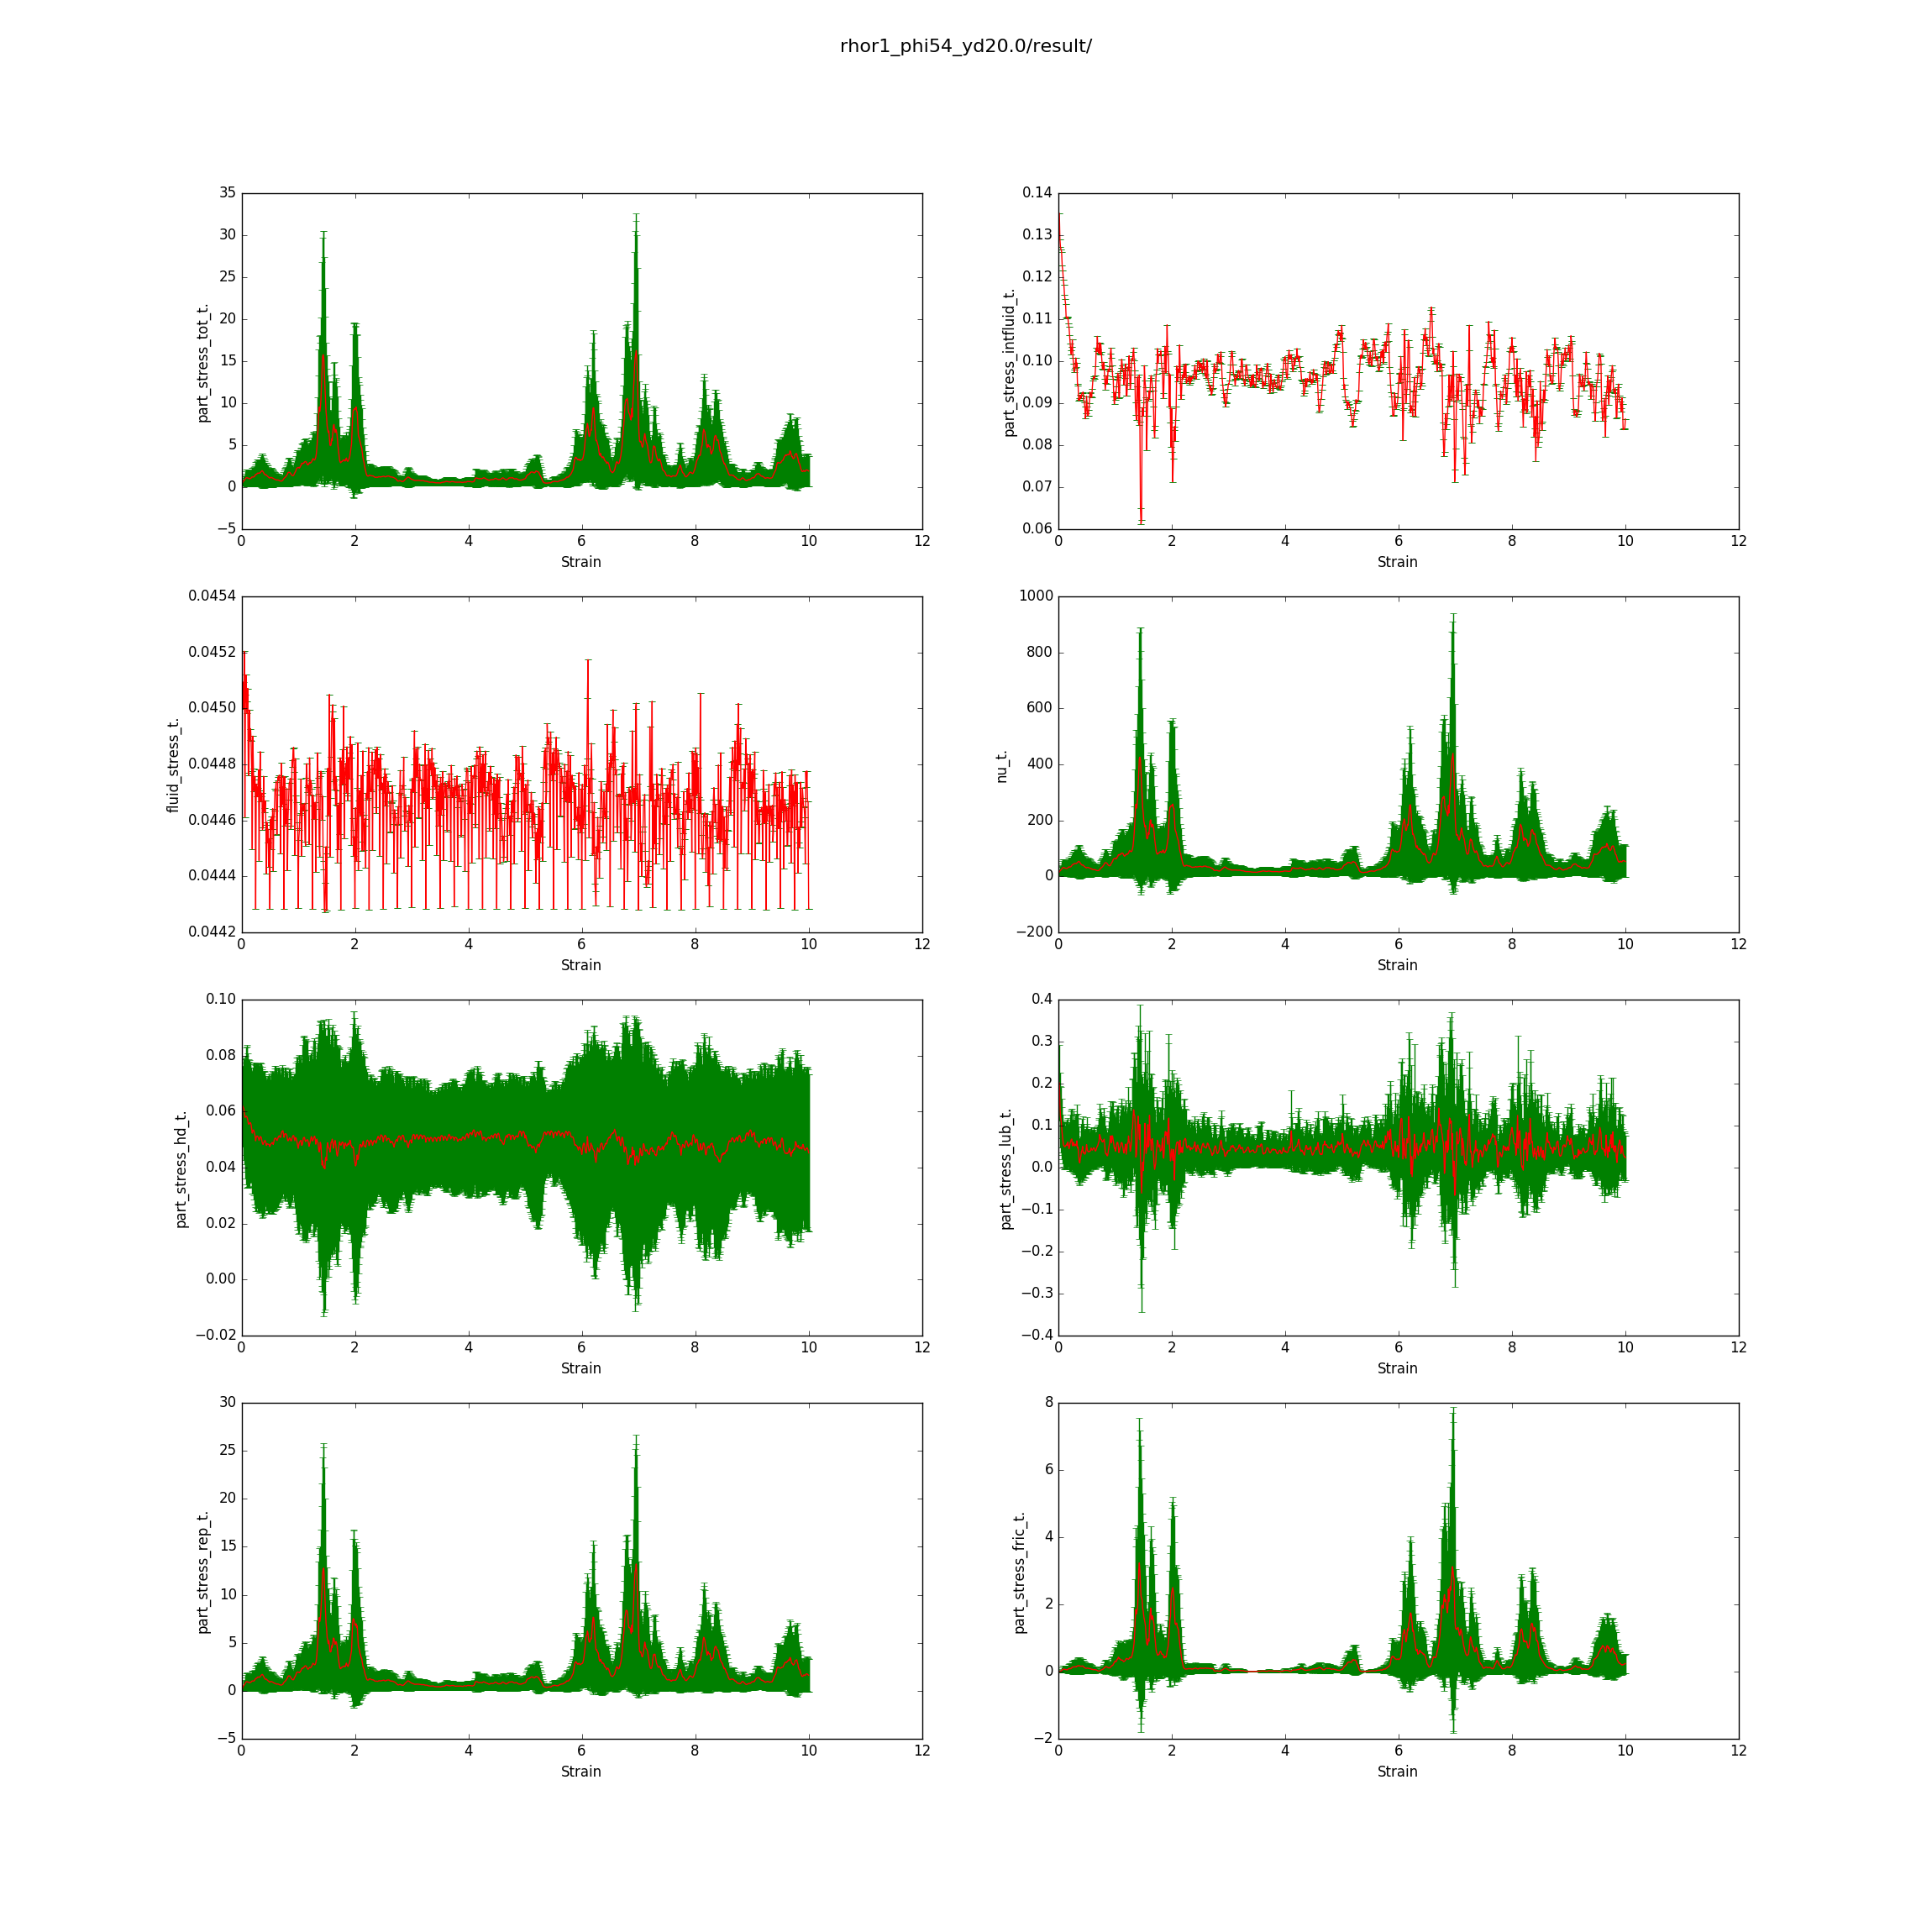 rhor1_phi54_yd20.0/result/
35
30
25
20
15
10
5
0
−5
part_stress_tot_t.
0 2 4 6 8 10 12
Strain
0.14
0.13
0.12
0.11
0.10
0.09
0.08
0.07
0.06
part_stress_intfluid_t.
0 2 4 6 8 10 12
Strain
0.0454
0.0452
0.0450
0.0448
0.0446
0.0444
0.0442
fluid_stress_t.
0 2 4 6 8 10 12
Strain
1000
800
600
400
200
0
−200
nu_t.
0 2 4 6 8 10 12
Strain
0.10
0.08
0.06
0.04
0.02
0.00
−0.02
part_stress_hd_t.
0 2 4 6 8 10 12
Strain
0.4
0.3
0.2
0.1
0.0
−0.1
−0.2
−0.3
−0.4
part_stress_lub_t.
0 2 4 6 8 10 12
Strain
30
25
20
15
10
5
0
−5
part_stress_rep_t.
0 2 4 6 8 10 12
Strain
8
6
4
2
0
−2
part_stress_fric_t.
0 2 4 6 8 10 12
Strain